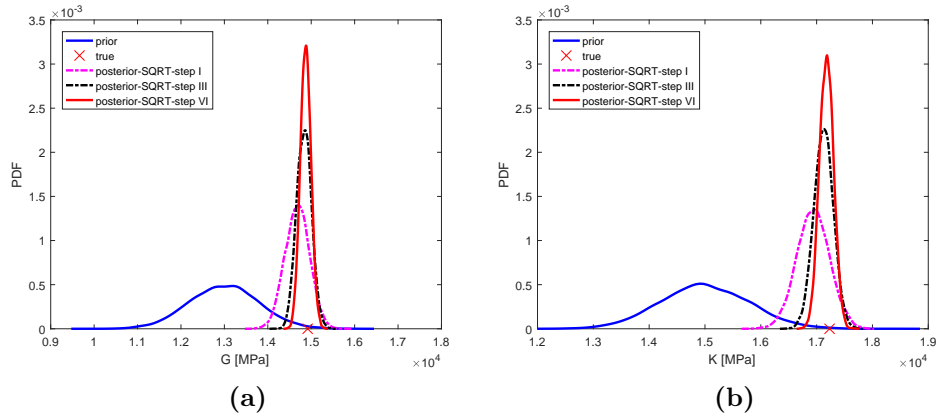 ×10⁻³
3.5
3
2.5
2
1.5
1
0.5
0
PDF
prior
true
posterior-SQRT-step I
posterior-SQRT-step III
posterior-SQRT-step VI
0.9 1 1.1 1.2 1.3 1.4 1.5 1.6 1.7 1.8
G [MPa]
×10⁴
(a)
×10⁻³
3.5
3
2.5
2
1.5
1
0.5
0
PDF
prior
true
posterior-SQRT-step I
posterior-SQRT-step III
posterior-SQRT-step VI
1.2 1.3 1.4 1.5 1.6 1.7 1.8 1.9
K [MPa]
×10⁴
(b)